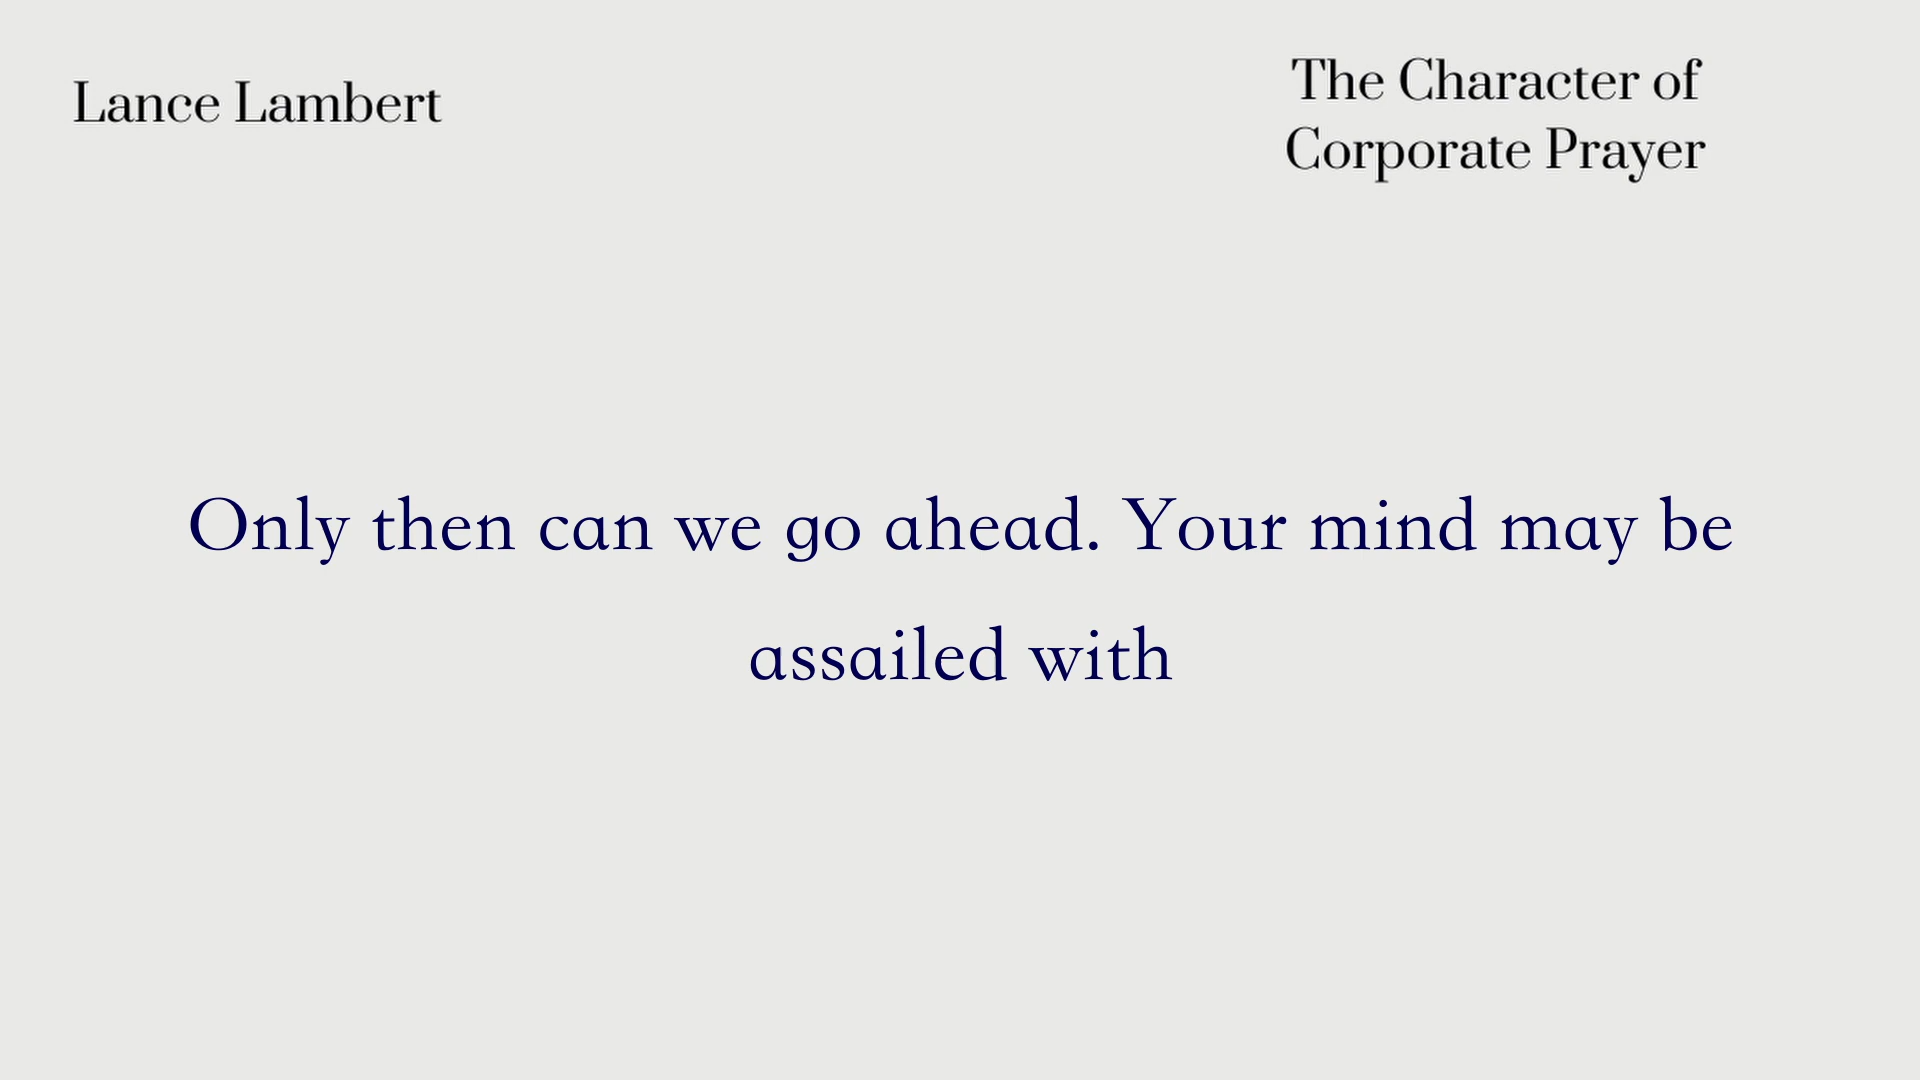 Lance Lambert
The Character of
Corporate Prayer
Only then can we go ahead. Your mind may be
assailed with